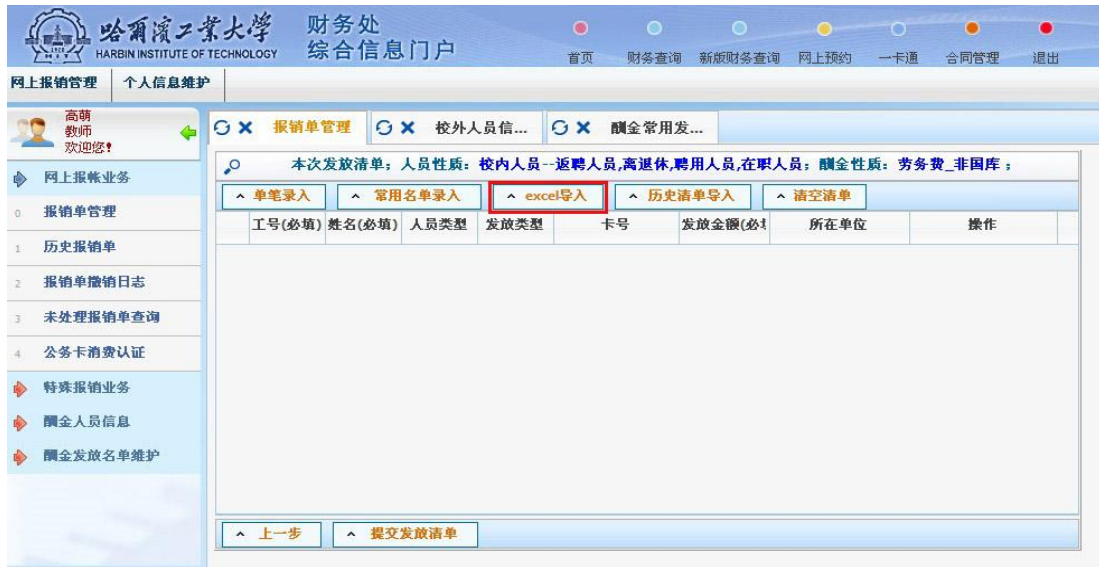 哈尔滨工业大学
HARBIN INSTITUTE OF TECHNOLOGY
财务处
综合信息门户
首页 财务查询 新版财务查询 网上预约 一卡通 合同管理 退出
网上报销管理 个人信息维护
高萌
教师
欢迎您!
报销单管理 校外人员信... 酬金常用发...
本次发放清单; 人员性质: 校内人员--返聘人员,离退休,聘用人员,在职人员; 酬金性质: 劳务费_非国库 ;
单笔录入 常用名单录入 excel导入 历史清单导入 清空清单
工号(必填) 姓名(必填) 人员类型 发放类型 卡号 发放金额(必 所在单位 操作
网上报帐业务
0 报销单管理
1 历史报销单
2 报销单撤销日志
3 未处理报销单查询
4 公务卡消费认证
特殊报销业务
酬金人员信息
酬金发放名单维护
上一步 提交发放清单